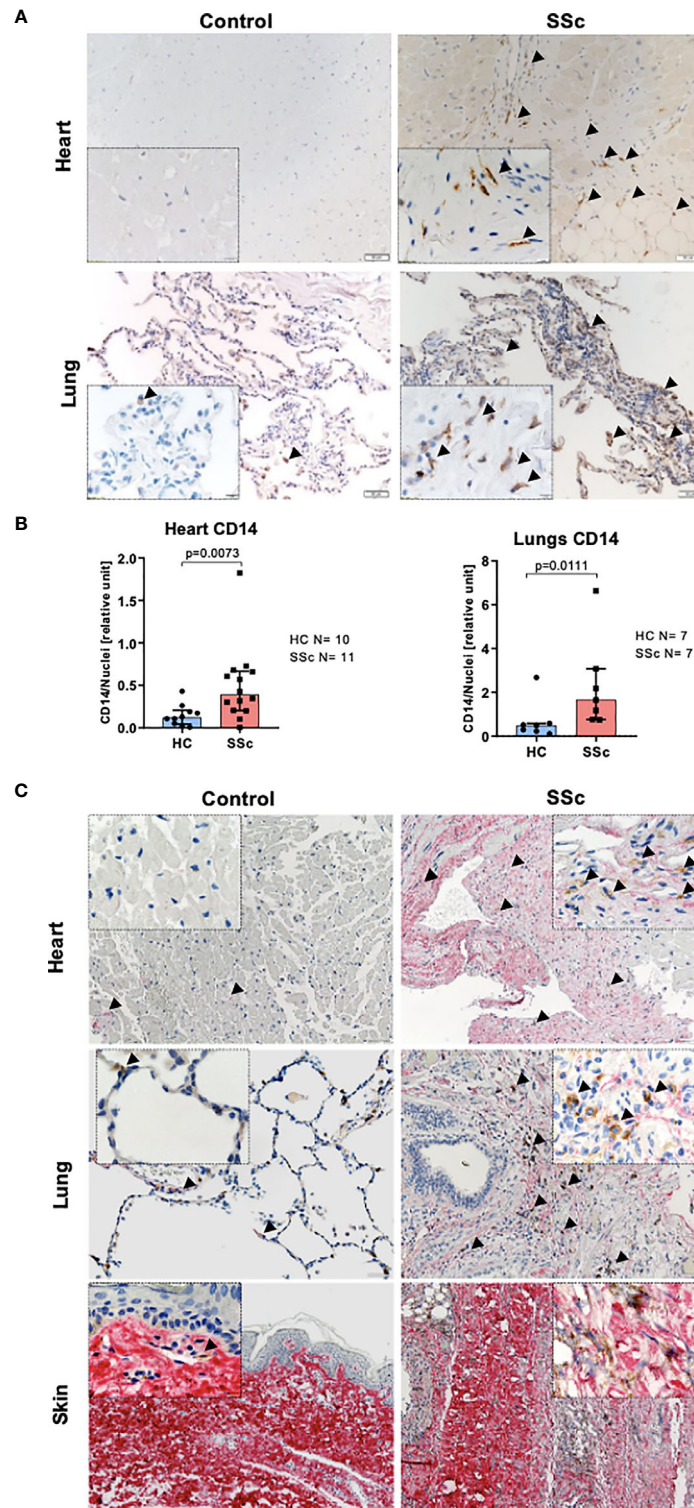 A
Control
SSc
Heart
Lung
B
Heart CD14
p=0.0073
CD14/Nuclei [relative unit]
2.0
1.5
1.0
0.5
0.0
HC
SSc
HC N= 10
SSc N= 11
Lungs CD14
p=0.0111
CD14/Nuclei [relative unit]
8
6
4
2
0
HC
SSc
HC N= 7
SSc N= 7
C
Control
SSc
Heart
Lung
Skin